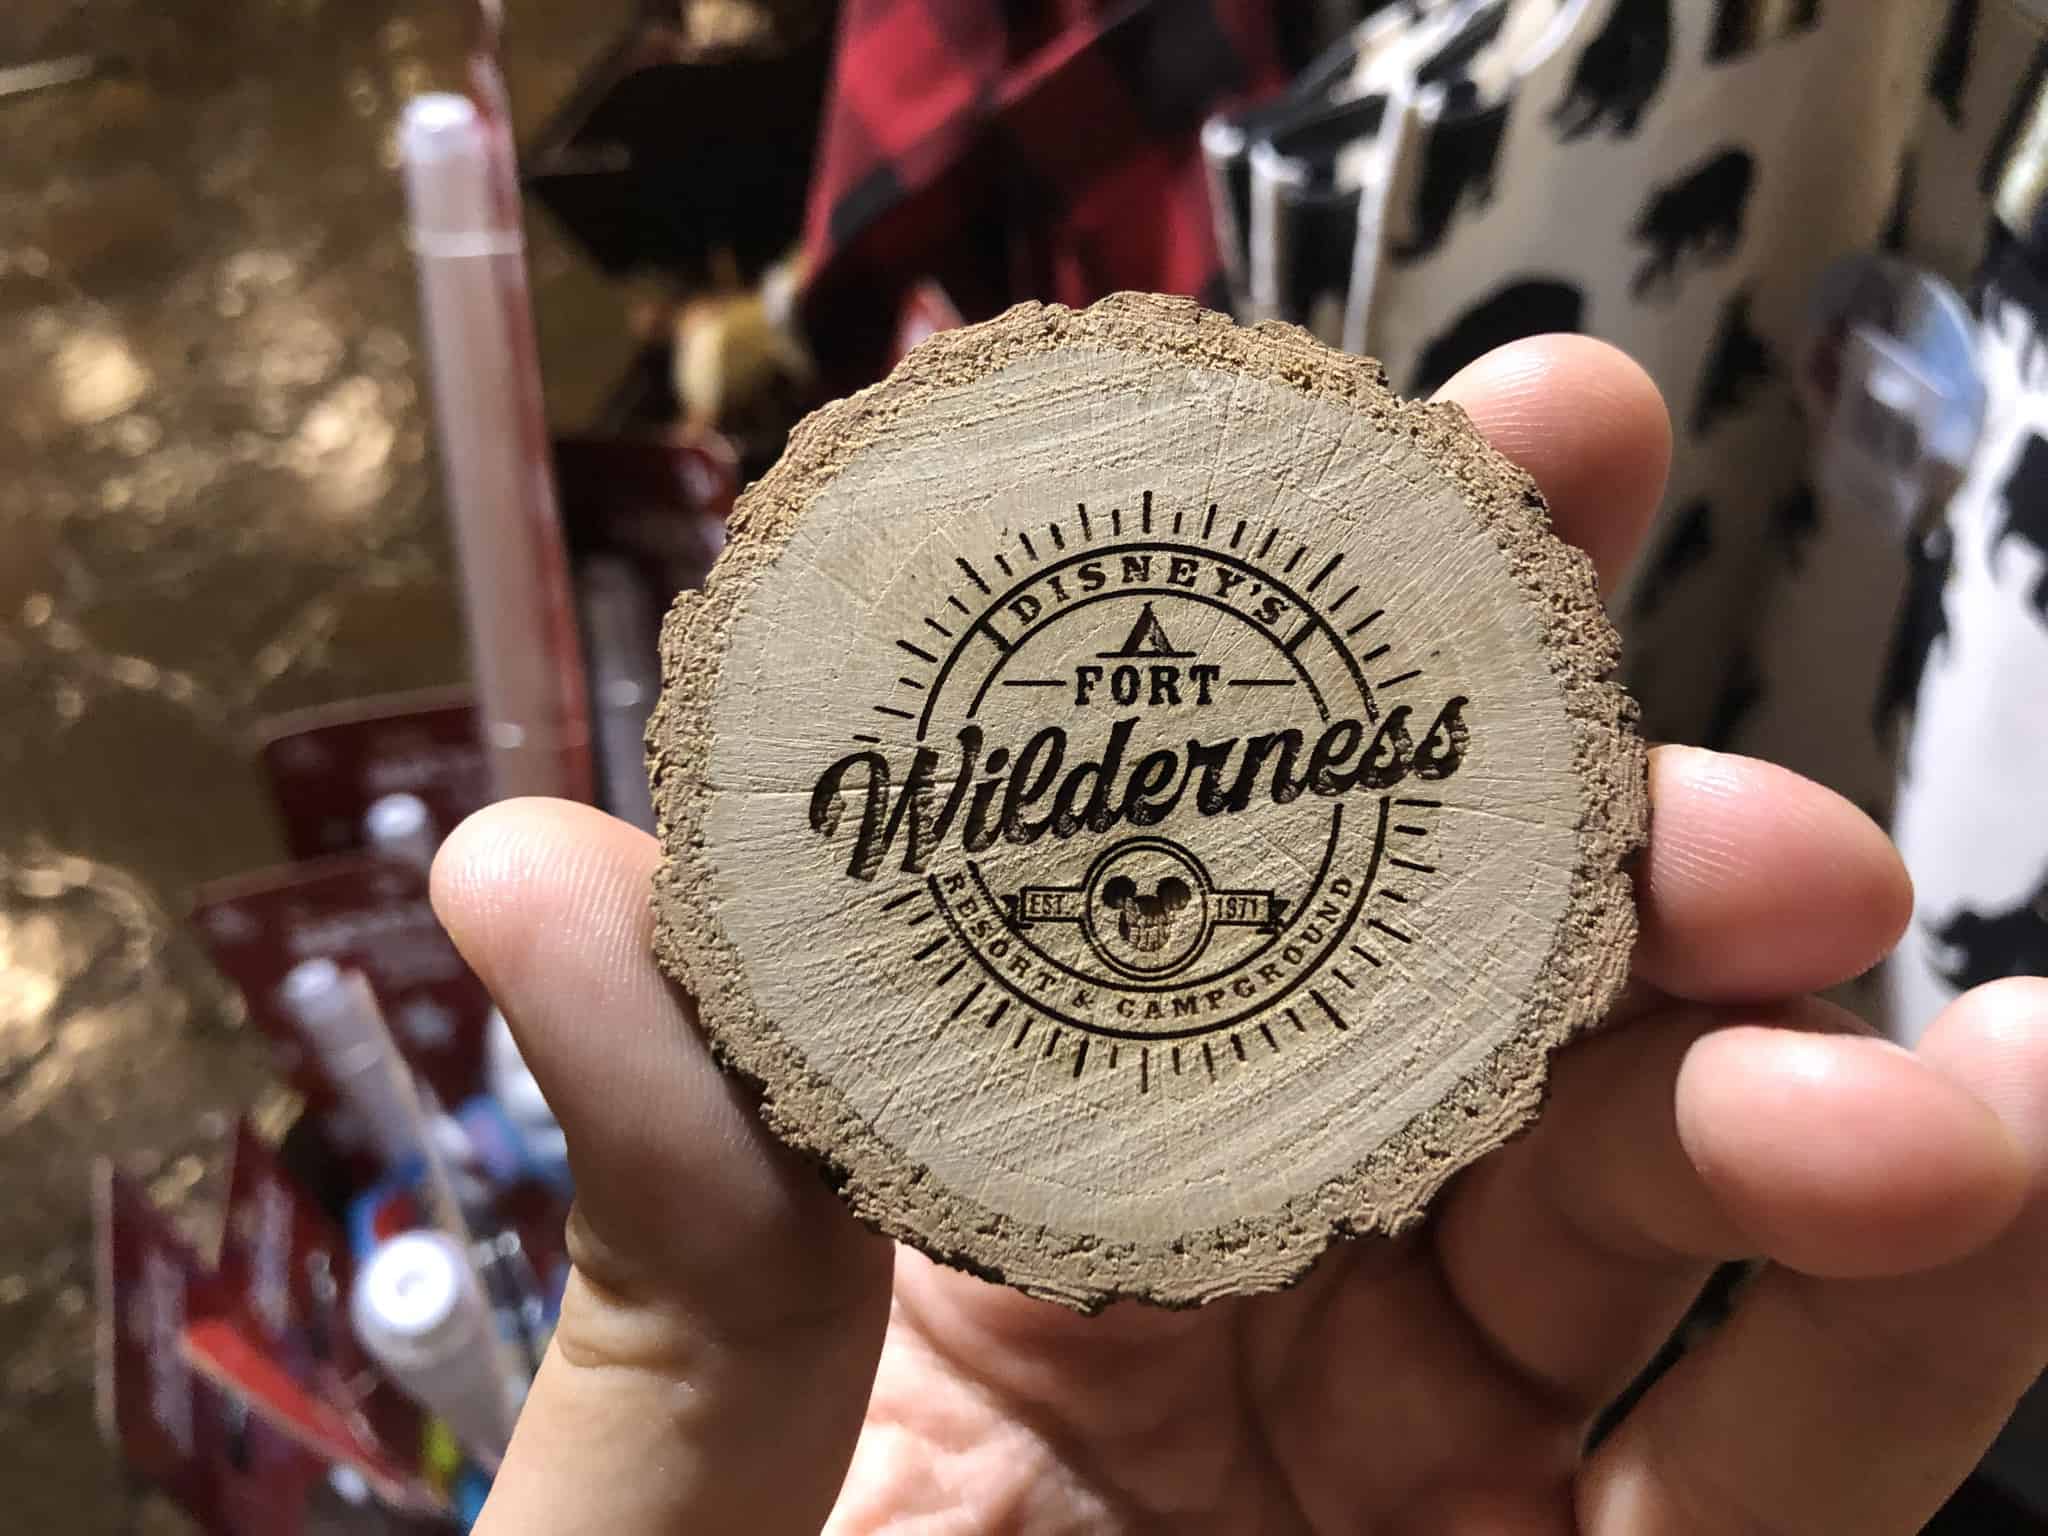 DISNEY'S
FORT
Wilderness
EST. 1971
RESORT & CAMPGROUND